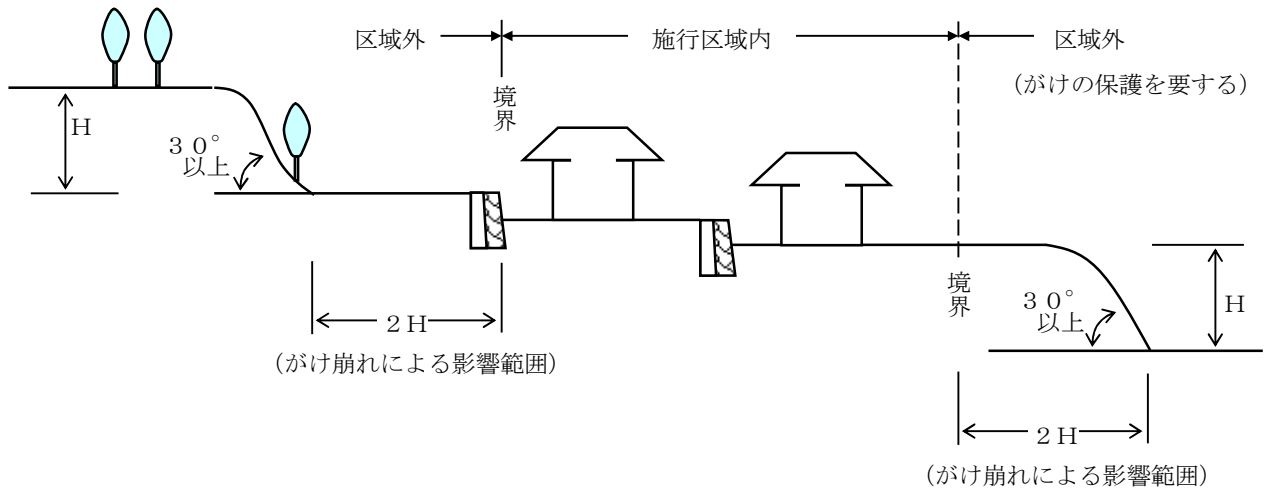 区域外
施行区域内
区域外
(がけの保護を要する)
境界
H
30°
以上
2H
(がけ崩れによる影響範囲)
境界
30°
以上
H
2H
(がけ崩れによる影響範囲)